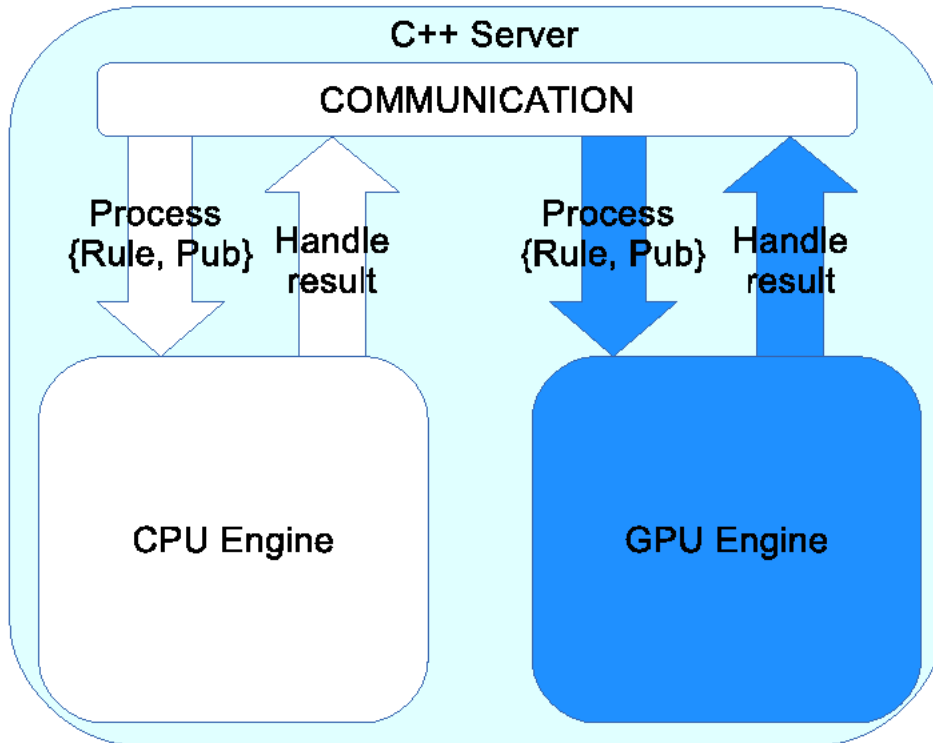 C++ Server
COMMUNICATION
Process
{Rule, Pub}
Handle
result
Process
{Rule, Pub}
Handle
result
CPU Engine
GPU Engine